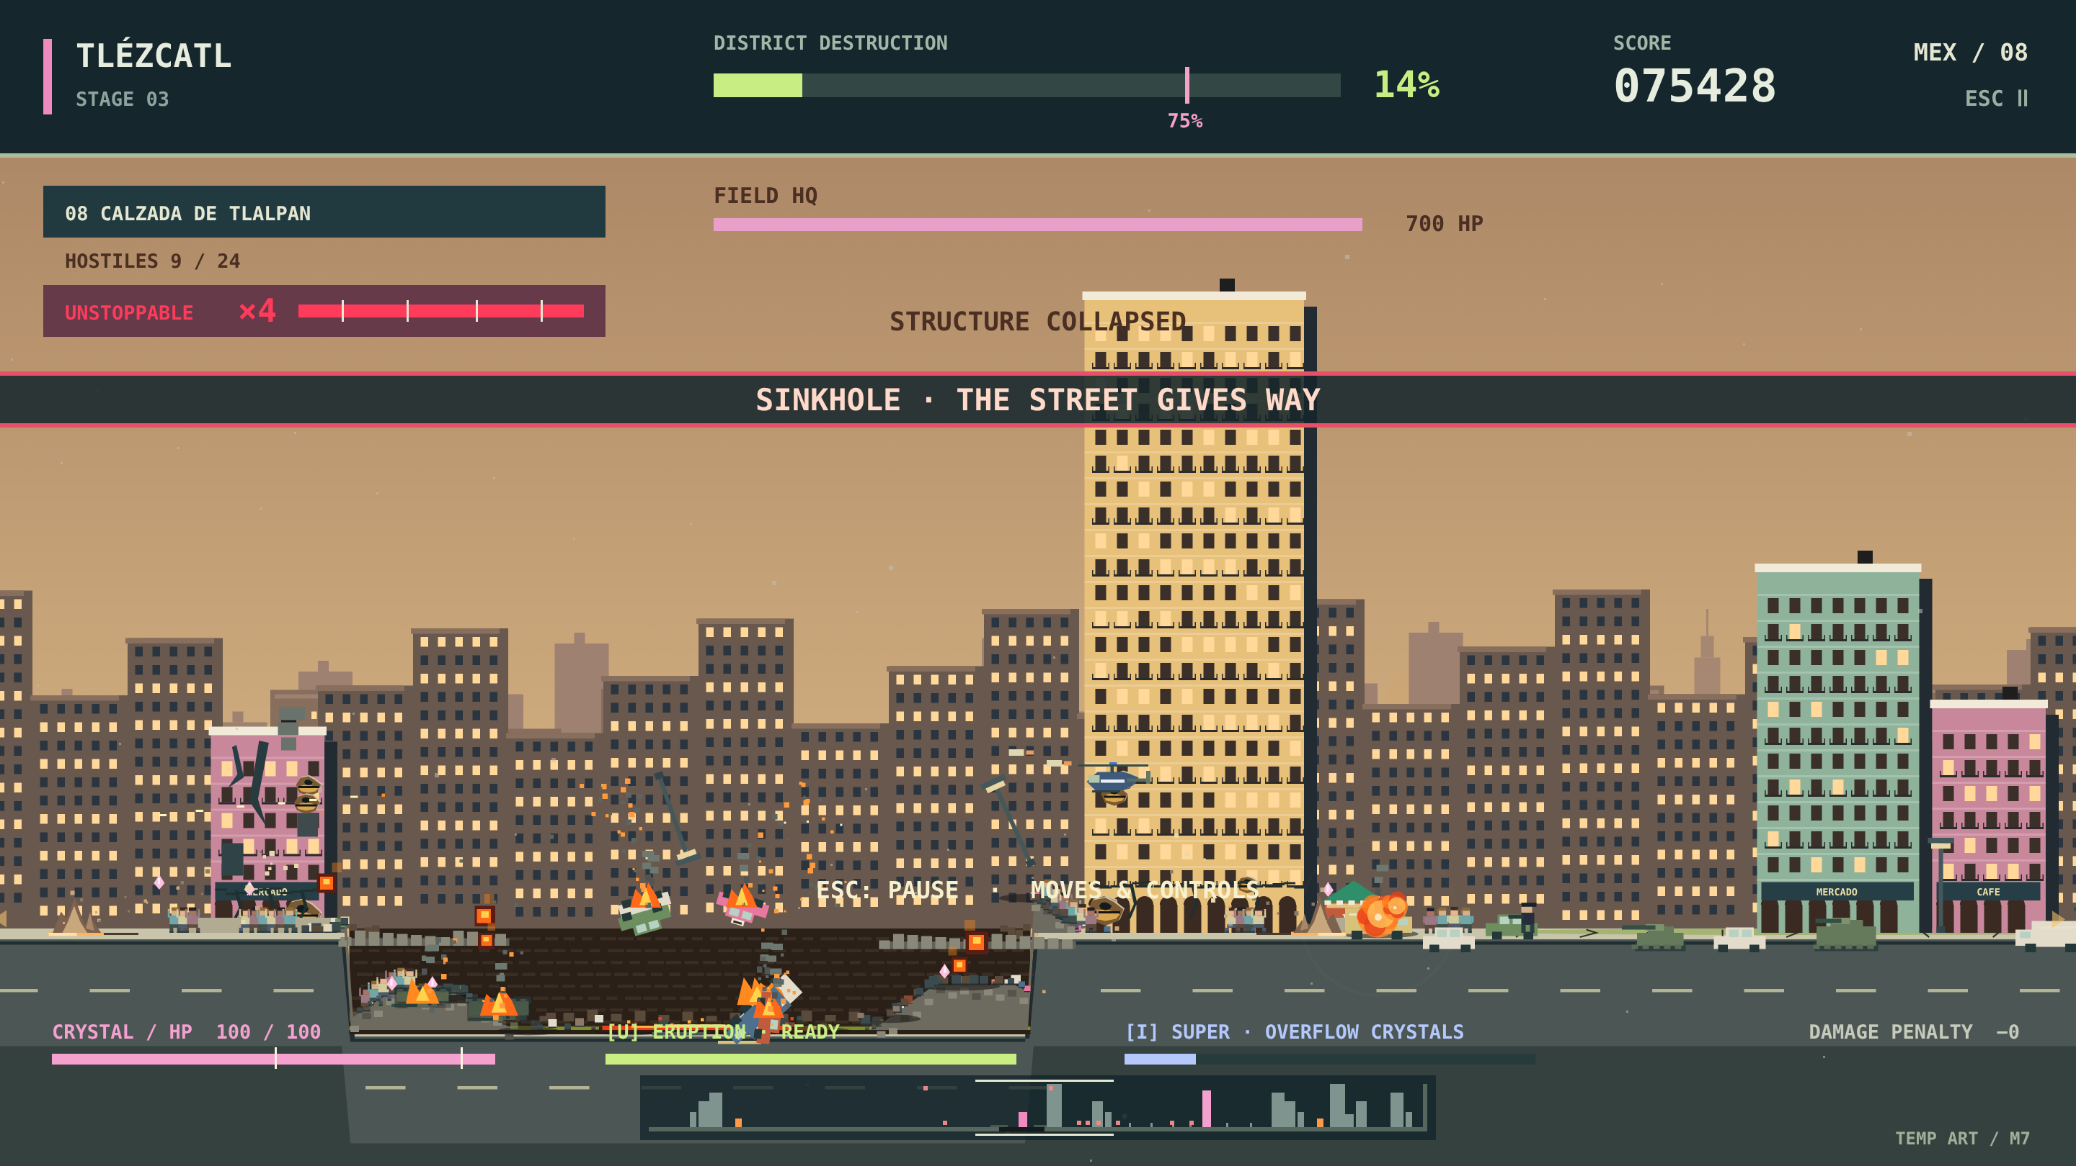 TLÉZCATL
STAGE 03
DISTRICT DESTRUCTION
14%
75%
SCORE
075428
MEX / 08
ESC II
08 CALZADA DE TLALPAN
HOSTILES 9 / 24
UNSTOPPABLE ×4
FIELD HQ
700 HP
STRUCTURE COLLAPSED
SINKHOLE · THE STREET GIVES WAY
MERCADO
ESC: PAUSE · MOVES & CONTROLS
MERCADO
CAFE
CRYSTAL / HP 100 / 100
[U] ERUPTION · READY
[I] SUPER · OVERFLOW CRYSTALS
DAMAGE PENALTY −0
TEMP ART / M7